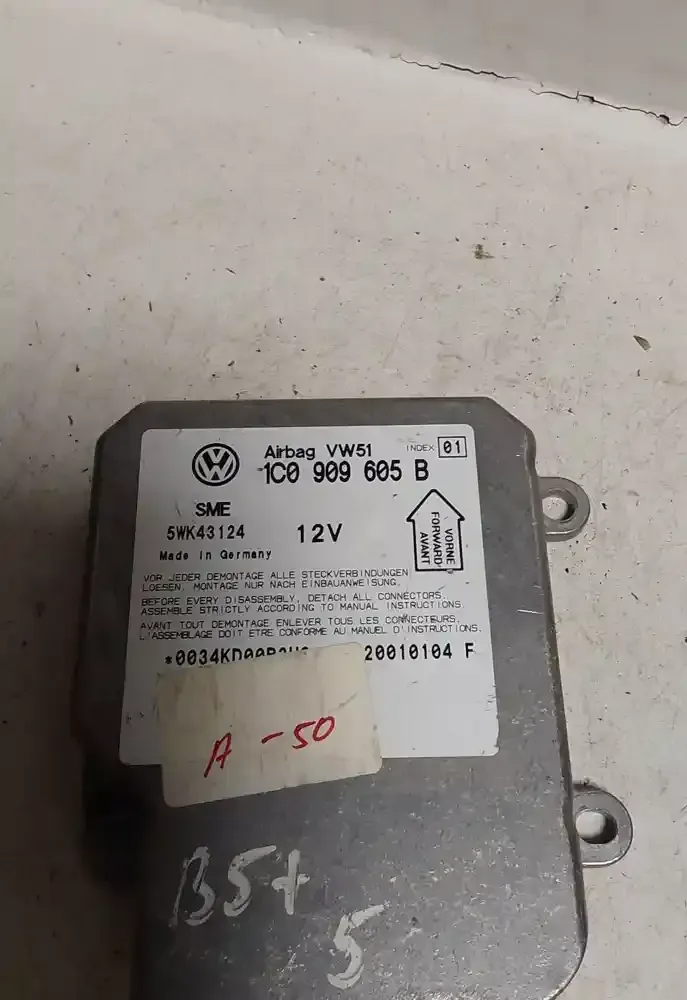 Airbag VW51 INDEX 01
1C0 909 605 B
SME
5WK43124 12V
Made in Germany
VORNE
FORWARD
AVANT
VOR JEDER DEMONTAGE ALLE STECKVERBINDUNGEN
LOESEN. MONTAGE NUR NACH EINBAUANWEISUNG.
BEFORE EVERY DISASSEMBLY, DETACH ALL CONNECTORS.
ASSEMBLE STRICTLY ACCORDING TO MANUAL INSTRUCTIONS.
AVANT TOUT DEMONTAGE ENLEVER TOUS LES CONNECTEURS.
L'ASSEMBLAGE DOIT ETRE CONFORME AU MANUEL D'INSTRUCTIONS.
20010104 F
A - 50
B5+
5